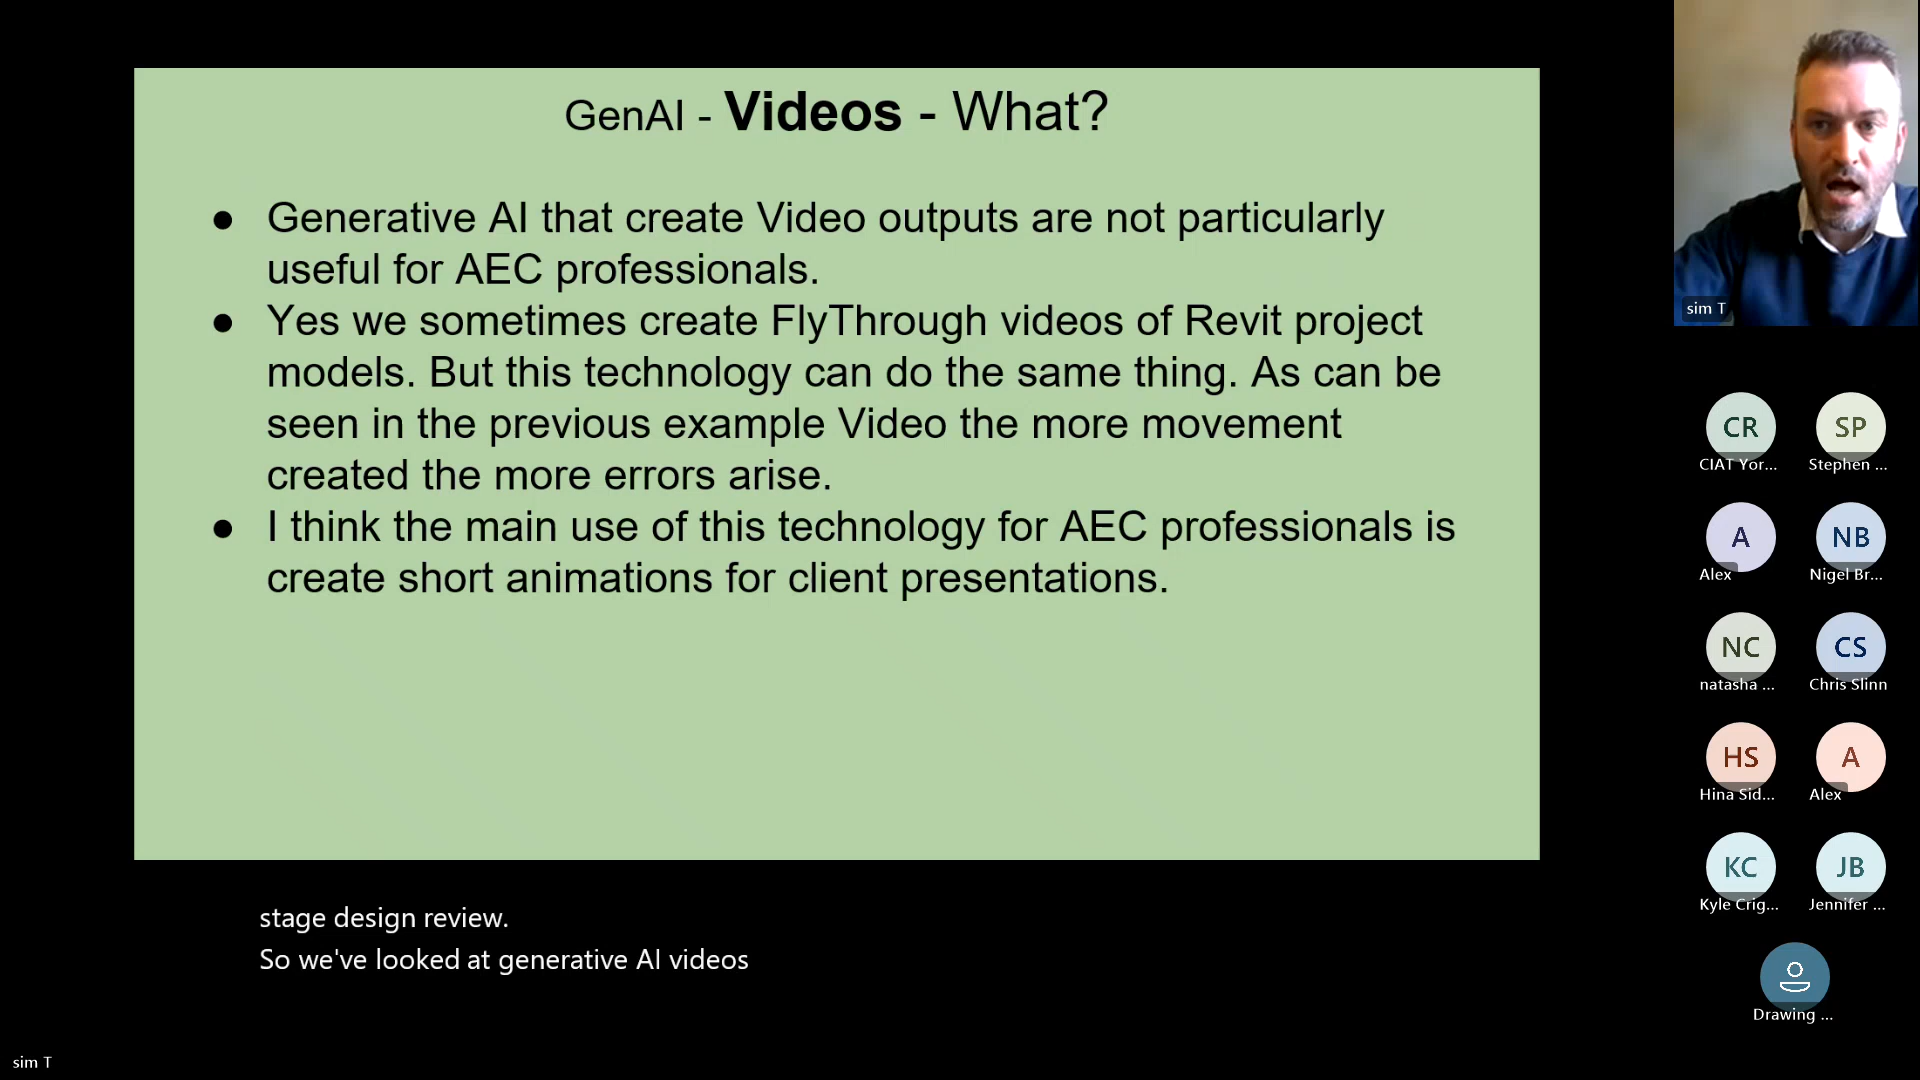 GenAI - Videos - What?
● Generative AI that create Video outputs are not particularly
useful for AEC professionals.
● Yes we sometimes create FlyThrough videos of Revit project
models. But this technology can do the same thing. As can be
seen in the previous example Video the more movement
created the more errors arise.
● I think the main use of this technology for AEC professionals is
create short animations for client presentations.
stage design review.
So we've looked at generative AI videos
sim T
sim T
CR
CIAT Yor...
SP
Stephen ...
A
Alex
NB
Nigel Br...
NC
natasha ...
CS
Chris Slinn
HS
Hina Sid...
A
Alex
KC
Kyle Crig...
JB
Jennifer ...
Drawing ...